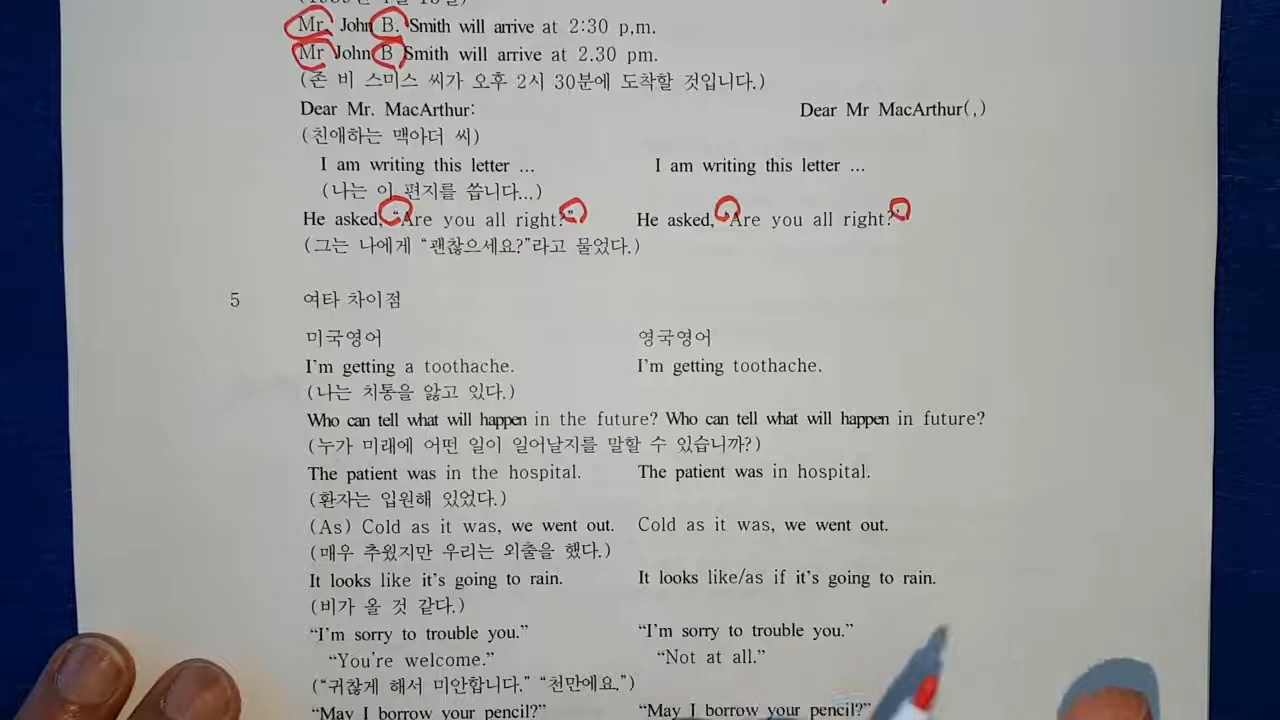 Mr. John B. Smith will arrive at 2:30 p,m.
Mr John B Smith will arrive at 2.30 pm.
(존 비 스미스 씨가 오후 2시 30분에 도착할 것입니다.)
Dear Mr. MacArthur: Dear Mr MacArthur(,)
(친애하는 맥아더 씨)
I am writing this letter ... I am writing this letter ...
(나는 이 편지를 씁니다...)
He asked, “Are you all right?” He asked, ‘Are you all right?’
(그는 나에게 “괜찮으세요?”라고 물었다.)
5 여타 차이점
미국영어 영국영어
I’m getting a toothache. I’m getting toothache.
(나는 치통을 앓고 있다.)
Who can tell what will happen in the future? Who can tell what will happen in future?
(누가 미래에 어떤 일이 일어날지를 말할 수 있습니까?)
The patient was in the hospital. The patient was in hospital.
(환자는 입원해 있었다.)
(As) Cold as it was, we went out. Cold as it was, we went out.
(매우 추웠지만 우리는 외출을 했다.)
It looks like it’s going to rain. It looks like/as if it’s going to rain.
(비가 올 것 같다.)
“I’m sorry to trouble you.” “I’m sorry to trouble you.”
“You’re welcome.” “Not at all.”
(“귀찮게 해서 미안합니다.” “천만에요.”)
“May I borrow your pencil?” “May I borrow your pencil?”